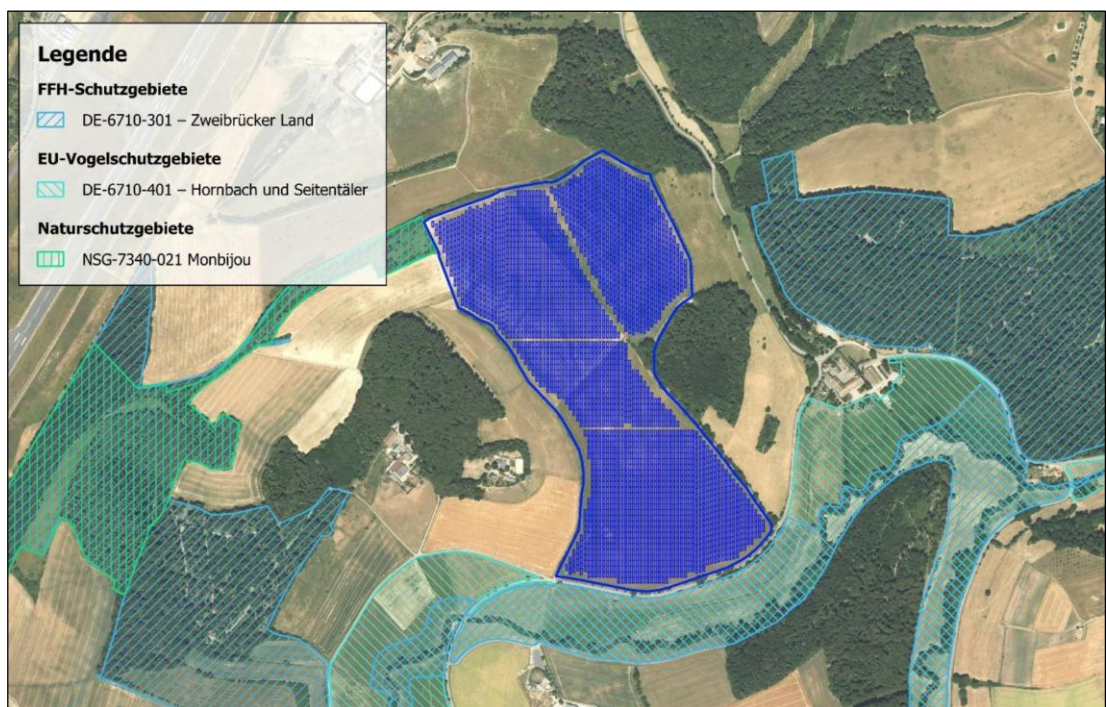 Legende
FFH-Schutzgebiete
DE-6710-301 – Zweibrücker Land
EU-Vogelschutzgebiete
DE-6710-401 – Hornbach und Seitentäler
Naturschutzgebiete
NSG-7340-021 Monbijou